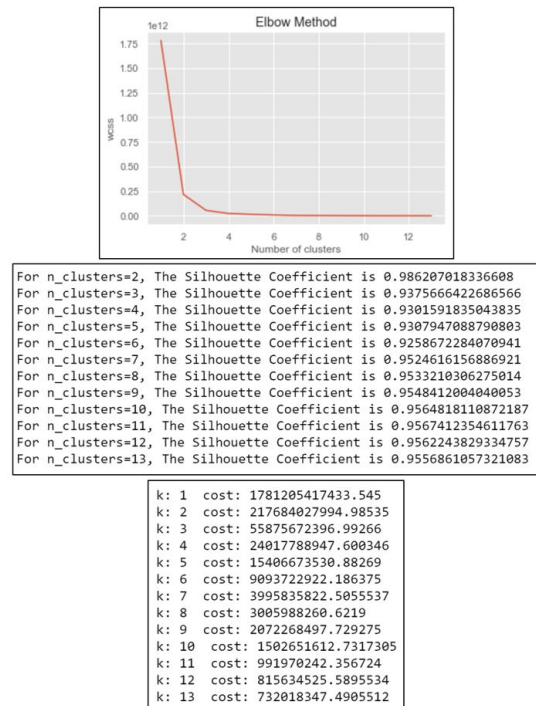 Elbow Method
1e12
1.75
1.50
1.25
1.00
0.75
0.50
0.25
0.00
wcss
2 4 6 8 10 12
Number of clusters
For n_clusters=2, The Silhouette Coefficient is 0.986207018336608
For n_clusters=3, The Silhouette Coefficient is 0.9375666422686566
For n_clusters=4, The Silhouette Coefficient is 0.9301591835043835
For n_clusters=5, The Silhouette Coefficient is 0.9307947088790803
For n_clusters=6, The Silhouette Coefficient is 0.9258672284070941
For n_clusters=7, The Silhouette Coefficient is 0.9524616156886921
For n_clusters=8, The Silhouette Coefficient is 0.9533210306275014
For n_clusters=9, The Silhouette Coefficient is 0.9548412004040053
For n_clusters=10, The Silhouette Coefficient is 0.9564818110872187
For n_clusters=11, The Silhouette Coefficient is 0.9567412354611763
For n_clusters=12, The Silhouette Coefficient is 0.9562243829334757
For n_clusters=13, The Silhouette Coefficient is 0.9556861057321083
k: 1 cost: 1781205417433.545
k: 2 cost: 217684027994.98535
k: 3 cost: 55875672396.99266
k: 4 cost: 24017788947.600346
k: 5 cost: 15406673530.88269
k: 6 cost: 9093722922.186375
k: 7 cost: 3995835822.5055537
k: 8 cost: 3005988260.6219
k: 9 cost: 2072268497.729275
k: 10 cost: 1502651612.7317305
k: 11 cost: 991970242.356724
k: 12 cost: 815634525.5895534
k: 13 cost: 732018347.4905512